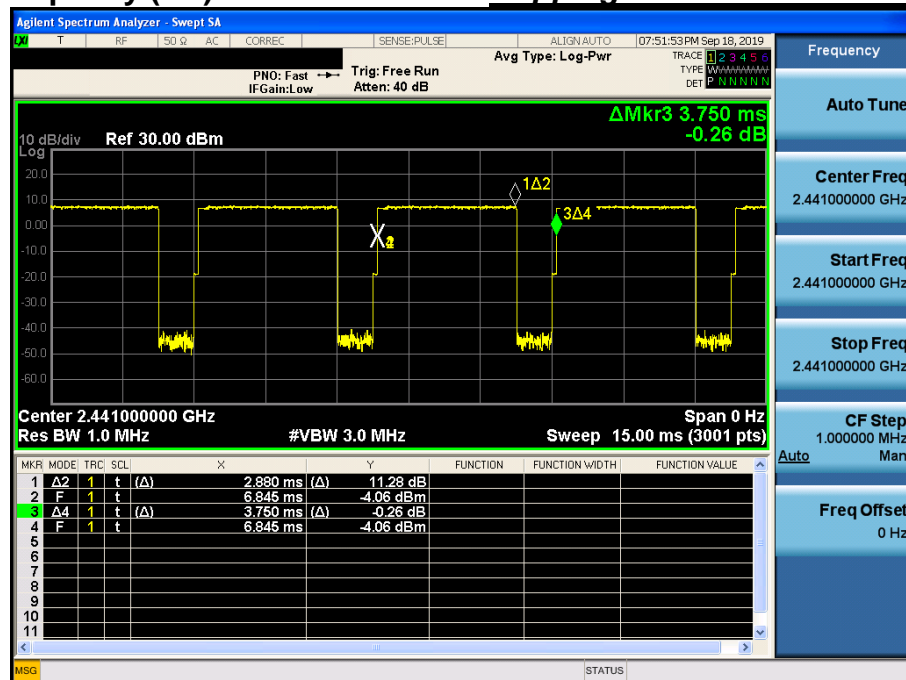 Agilent Spectrum Analyzer - Swept SA
LXI T RF 50 Ω AC CORREC SENSE:PULSE ALIGN AUTO 07:51:53 PM Sep 18, 2019
Avg Type: Log-Pwr TRACE 1 2 3 4 5 6
PNO: Fast Trig: Free Run TYPE WWWWWW
IFGain:Low Atten: 40 dB DET P N N N N N
ΔMkr3 3.750 ms
10 dB/div Ref 30.00 dBm -0.26 dB
Log
20.0
10.0
0.00
-10.0
-20.0
-30.0
-40.0
-50.0
-60.0
1Δ2
3Δ4
Center 2.441000000 GHz Span 0 Hz
Res BW 1.0 MHz #VBW 3.0 MHz Sweep 15.00 ms (3001 pts)
MKR MODE TRC SCL X Y FUNCTION FUNCTION WIDTH FUNCTION VALUE
1 Δ2 1 t (Δ) 2.880 ms (Δ) 11.28 dB
2 F 1 t 6.845 ms -4.06 dBm
3 Δ4 1 t (Δ) 3.750 ms (Δ) -0.26 dB
4 F 1 t 6.845 ms -4.06 dBm
5
6
7
8
9
10
11
MSG STATUS
Frequency
Auto Tune
Center Freq
2.441000000 GHz
Start Freq
2.441000000 GHz
Stop Freq
2.441000000 GHz
CF Step
1.000000 MHz
Auto Man
Freq Offset
0 Hz